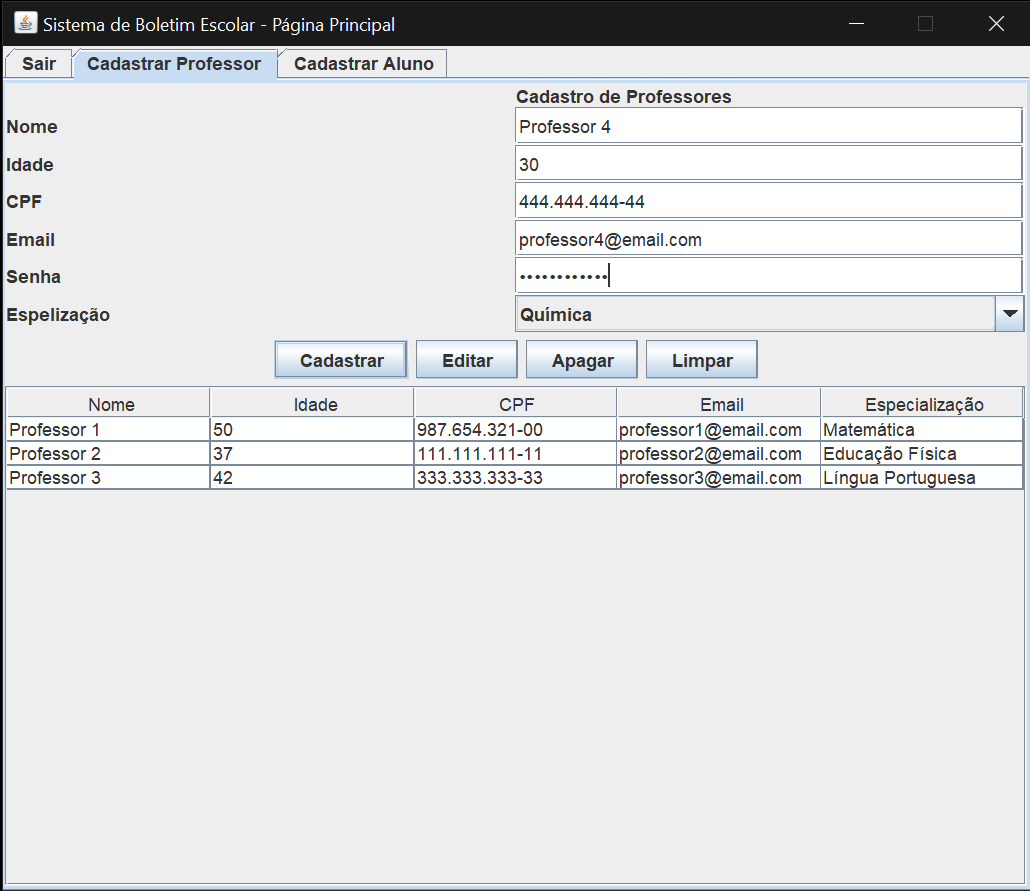 Sistema de Boletim Escolar - Página Principal
Sair Cadastrar Professor Cadastrar Aluno
Cadastro de Professores
Nome Professor 4
Idade 30
CPF 444.444.444-44
Email professor4@email.com
Senha ••••••••••••
Espelização Química
Cadastrar Editar Apagar Limpar
Nome Idade CPF Email Especialização
Professor 1 50 987.654.321-00 professor1@email.com Matemática
Professor 2 37 111.111.111-11 professor2@email.com Educação Física
Professor 3 42 333.333.333-33 professor3@email.com Língua Portuguesa